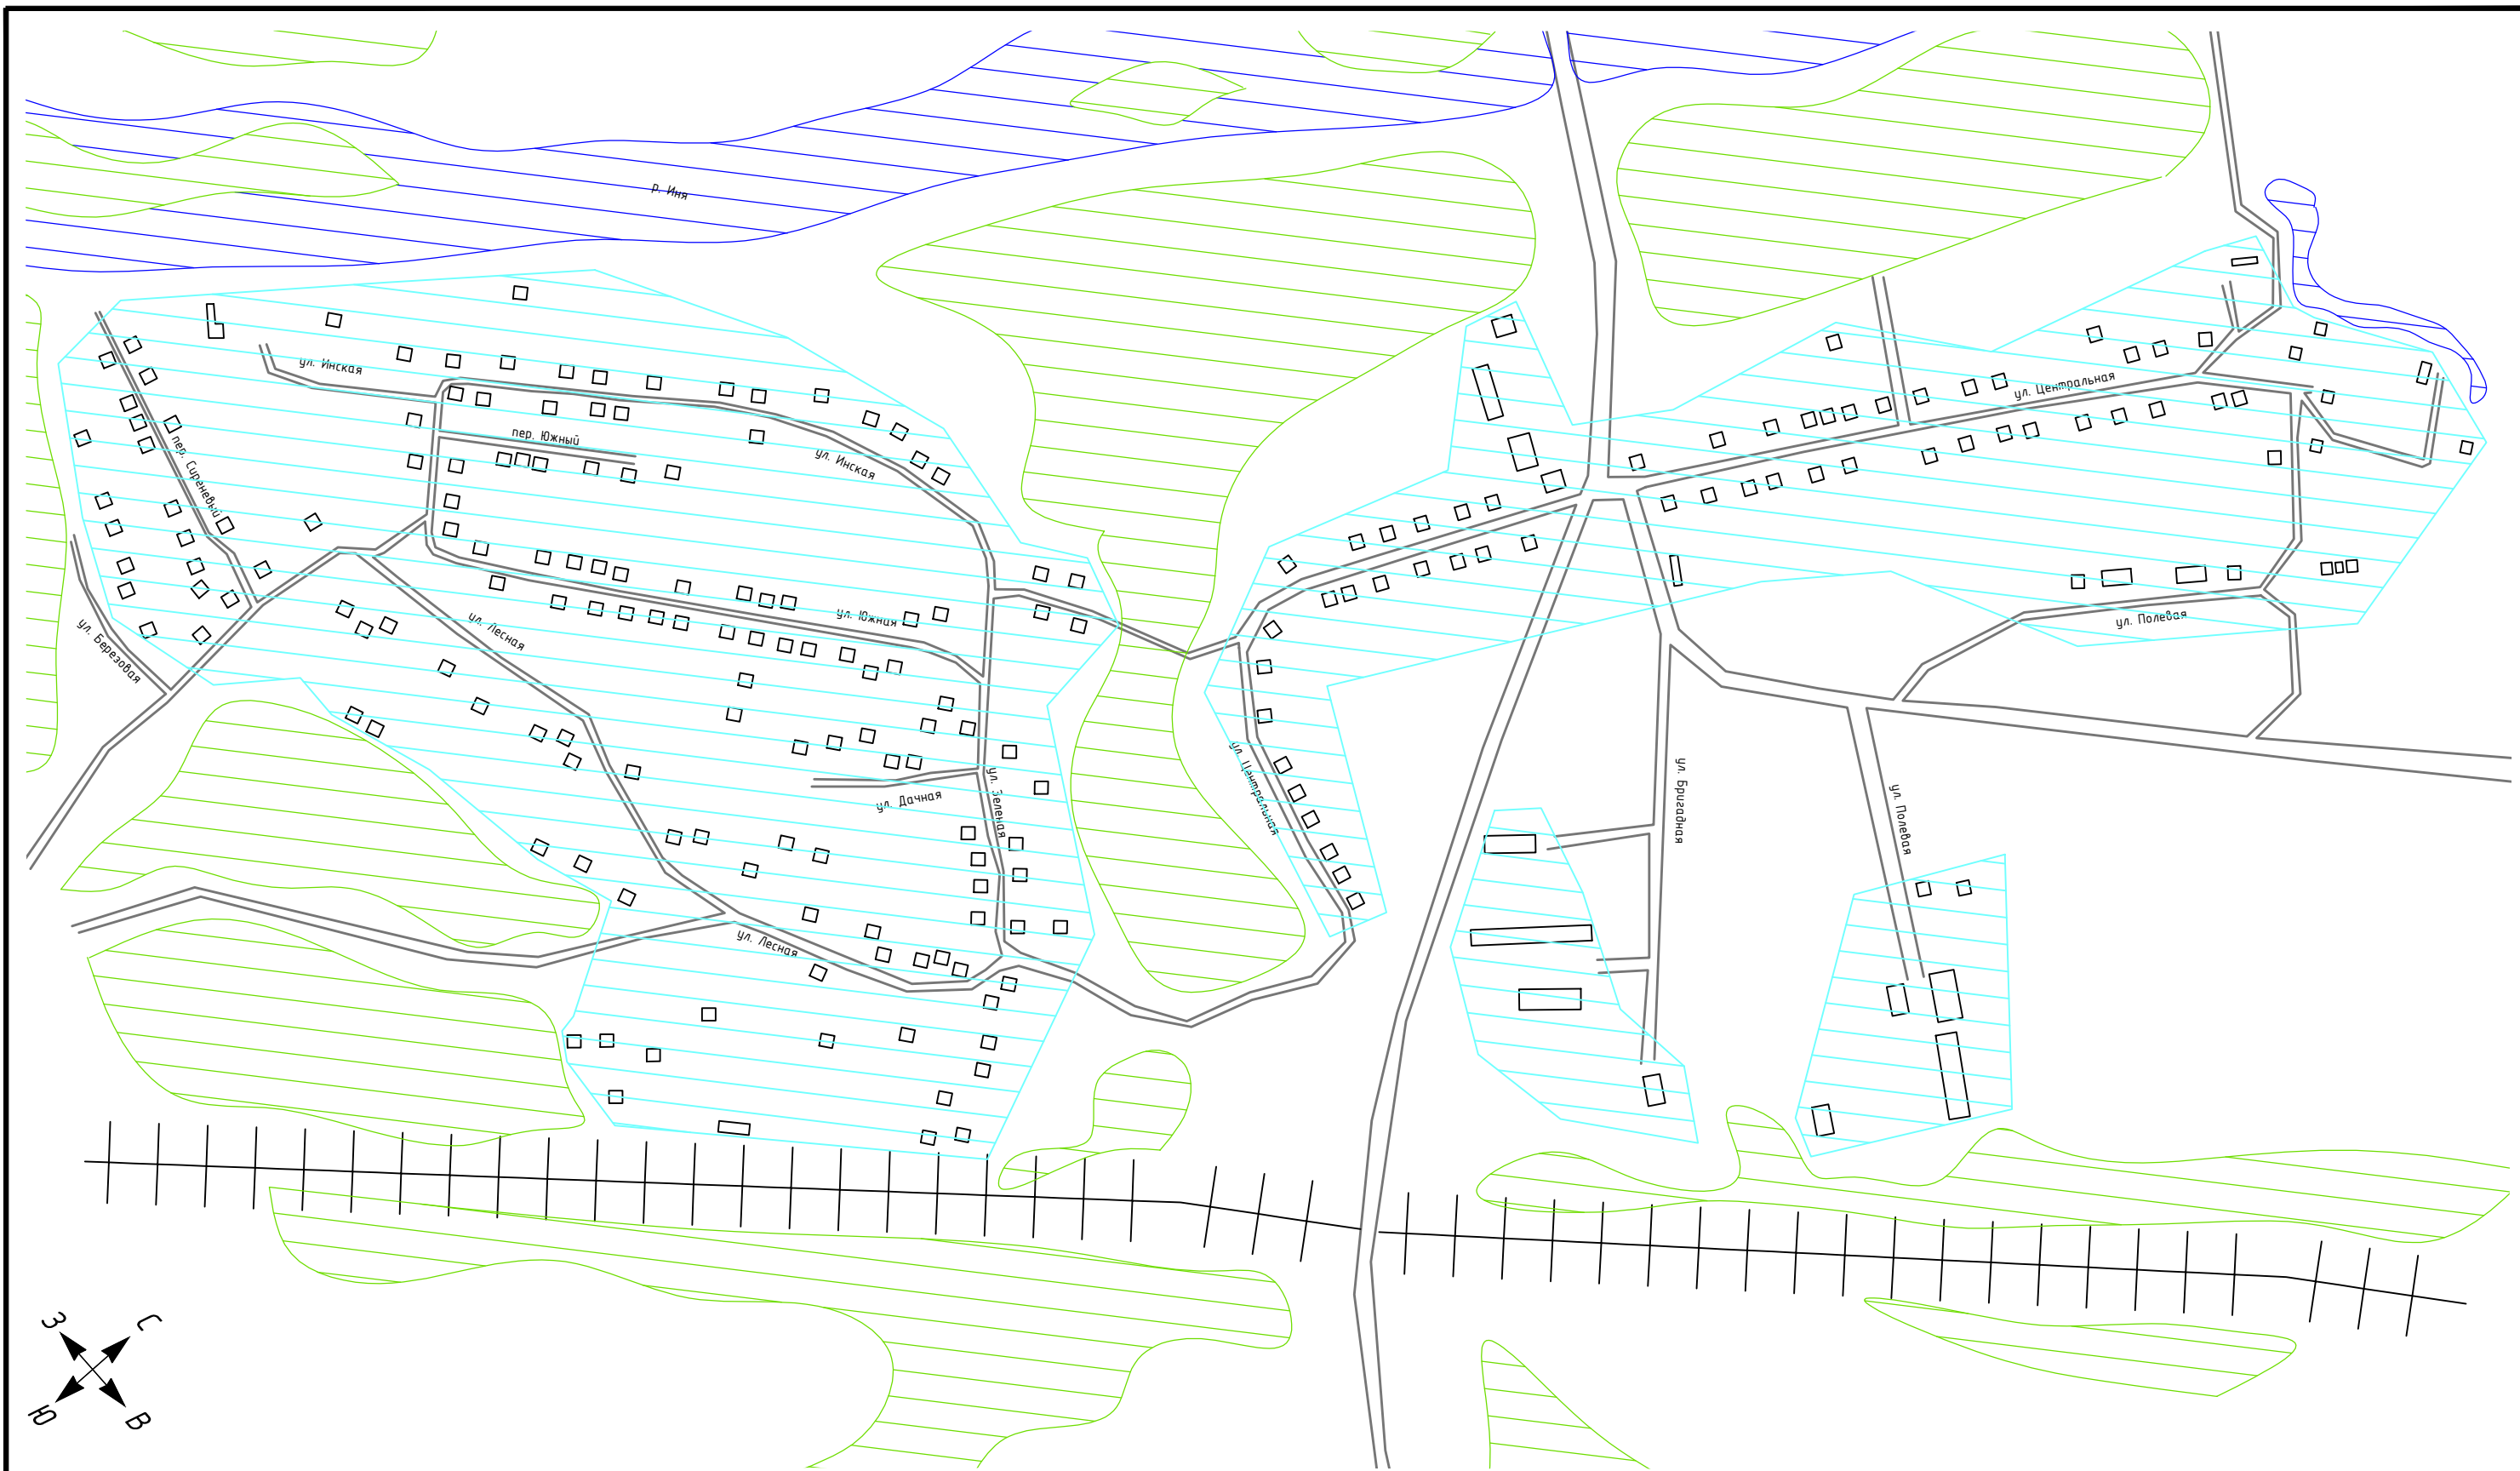 р. Иня
ул. Инская
пер. Южный
ул. Инская
пер. Сиреневый
ул. Центральная
ул. Березовая
ул. Лесная
ул. Южная
ул. Полевая
ул. Дачная
ул. Зеленая
ул. Центральная
ул. Бригадная
ул. Полевая
ул. Лесная
З
С
Ю
В